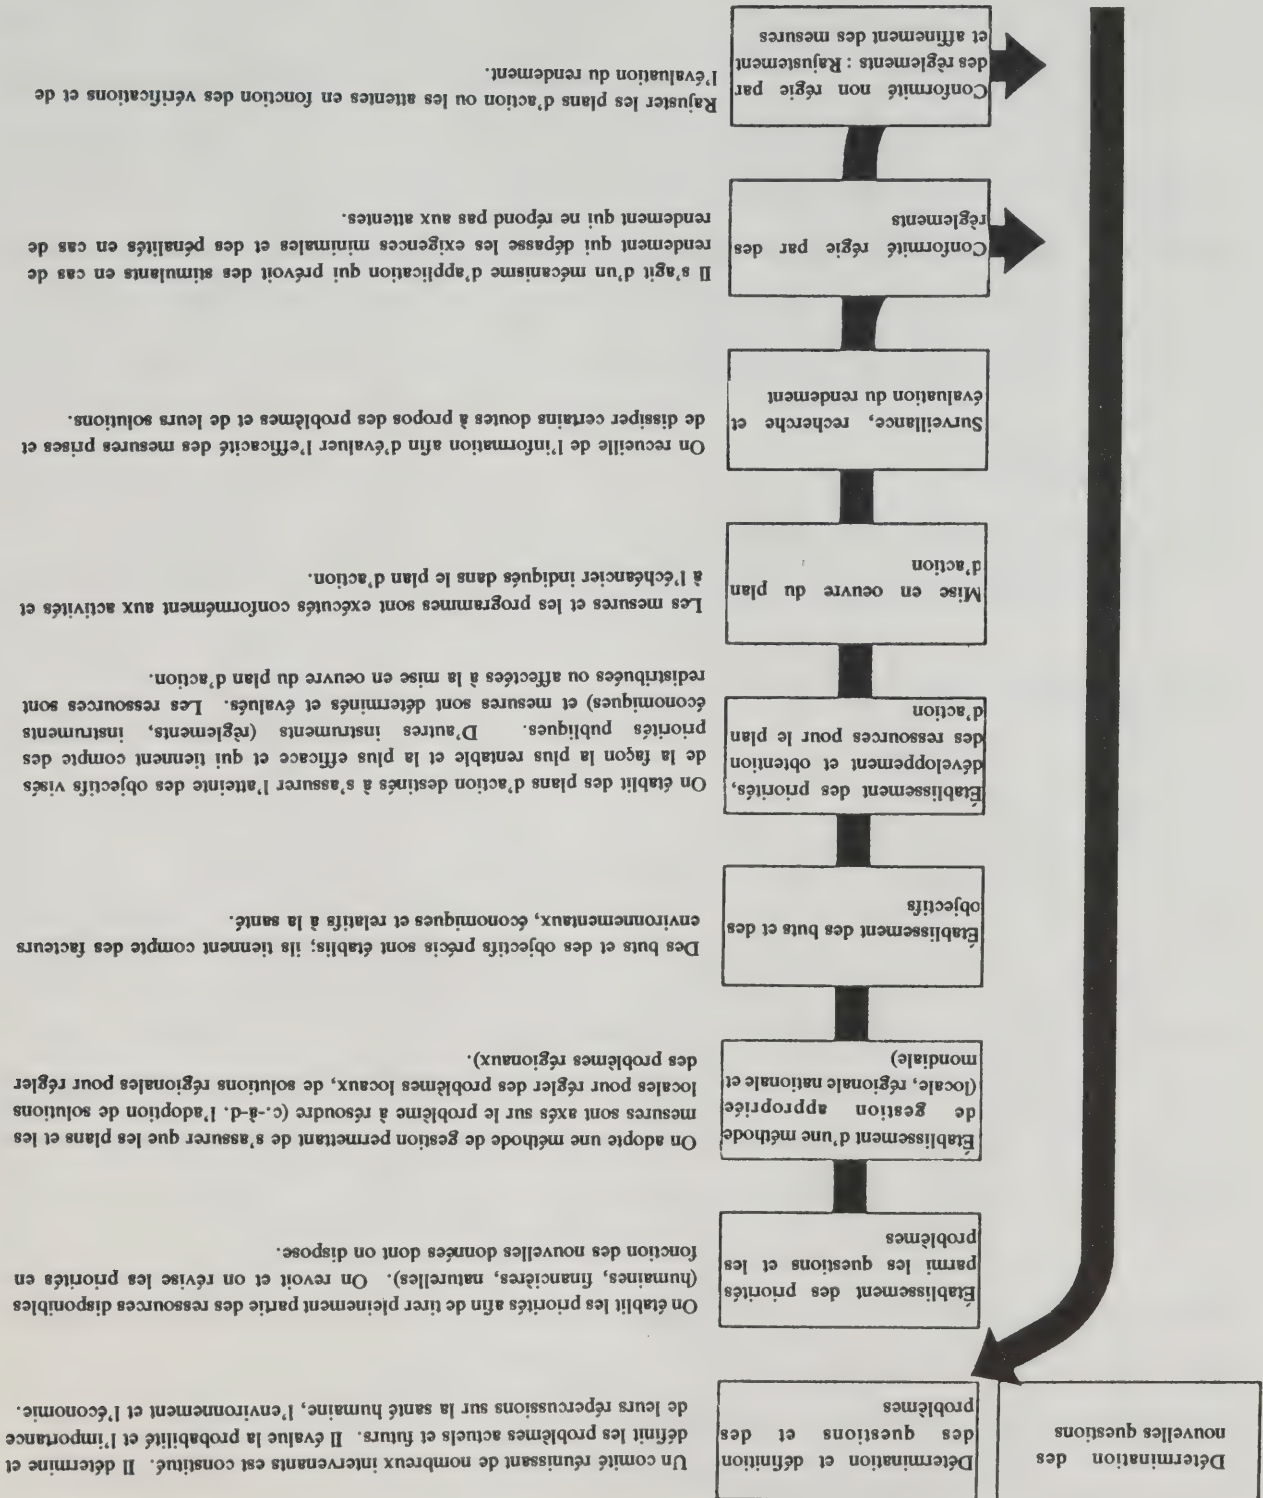 Détermination des
nouvelles questions
Détermination et définition
des questions et des
problèmes
Un comité réunissant de nombreux intervenants est constitué. Il détermine et
définit les problèmes actuels et futurs. Il évalue la probabilité et l'importance
de leurs répercussions sur la santé humaine, l'environnement et l'économie.
Établissement des priorités
parmi les questions et les
problèmes
On établit les priorités afin de tirer pleinement partie des ressources disponibles
(humaines, financières, naturelles). On revoit et on révise les priorités en
fonction des nouvelles données dont on dispose.
Établissement d'une méthode
de gestion appropriée
(locale, régionale nationale et
mondiale)
On adopte une méthode de gestion permettant de s'assurer que les plans et les
mesures sont axés sur le problème à résoudre (c.-à-d. l'adoption de solutions
locales pour régler des problèmes locaux, de solutions régionales pour régler
des problèmes régionaux).
Établissement des buts et des
objectifs
Des buts et des objectifs précis sont établis; ils tiennent compte des facteurs
environnementaux, économiques et relatifs à la santé.
Établissement des priorités,
développement et obtention
des ressources pour le plan
d'action
On établit des plans d'action destinés à s'assurer l'atteinte des objectifs visés
de la façon la plus rentable et la plus efficace et qui tiennent compte des
priorités publiques. D'autres instruments (règlements, instruments
économiques) et mesures sont déterminés et évalués. Les ressources sont
redistribuées ou affectées à la mise en oeuvre du plan d'action.
Mise en oeuvre du plan
d'action
Les mesures et les programmes sont exécutés conformément aux activités et
à l'échéancier indiqués dans le plan d'action.
Surveillance, recherche et
évaluation du rendement
On recueille de l'information afin d'évaluer l'efficacité des mesures prises et
de dissiper certains doutes à propos des problèmes et de leurs solutions.
Conformité régie par des
règlements
Il s'agit d'un mécanisme d'application qui prévoit des stimulants en cas de
rendement qui dépasse les exigences minimales et des pénalités en cas de
rendement qui ne répond pas aux attentes.
Conformité non régie par
des règlements : Rajustement
et affinement des mesures
Rajuster les plans d'action ou les attentes en fonction des vérifications et de
l'évaluation du rendement.